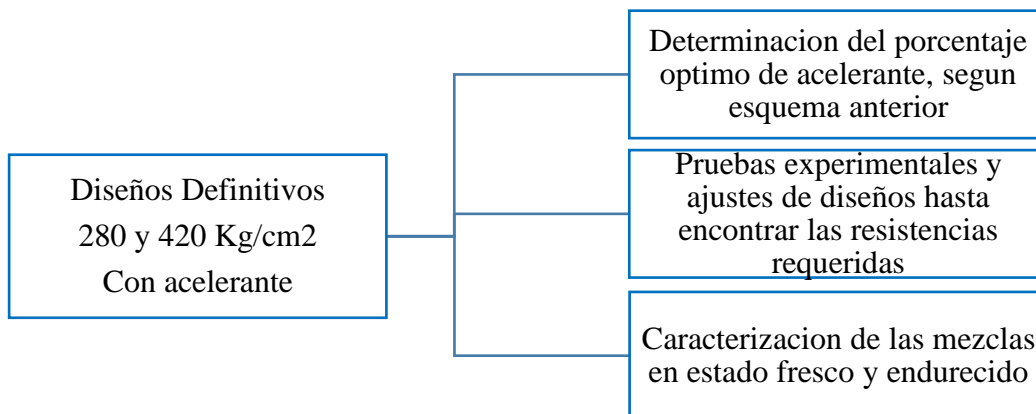 Diseños Definitivos
280 y 420 Kg/cm2
Con acelerante
Determinacion del porcentaje
optimo de acelerante, segun
esquema anterior
Pruebas experimentales y
ajustes de diseños hasta
encontrar las resistencias
requeridas
Caracterizacion de las mezclas
en estado fresco y endurecido